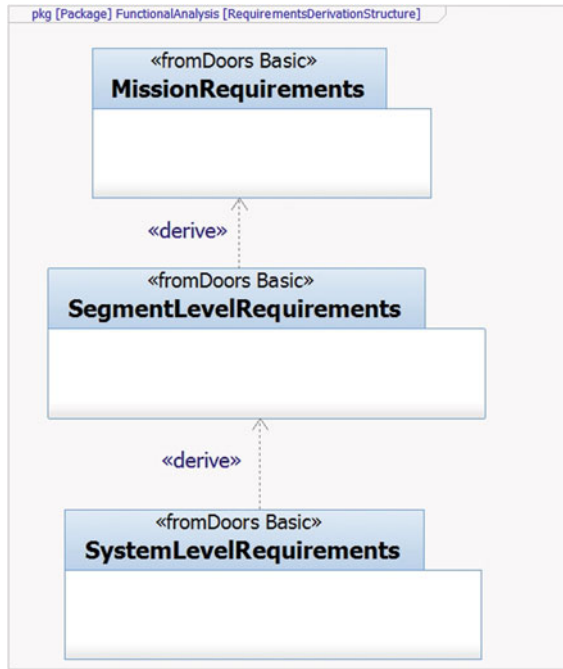 pkg [Package] FunctionalAnalysis [RequirementsDerivationStructure]
«fromDoors Basic»
MissionRequirements
«derive»
«fromDoors Basic»
SegmentLevelRequirements
«derive»
«fromDoors Basic»
SystemLevelRequirements